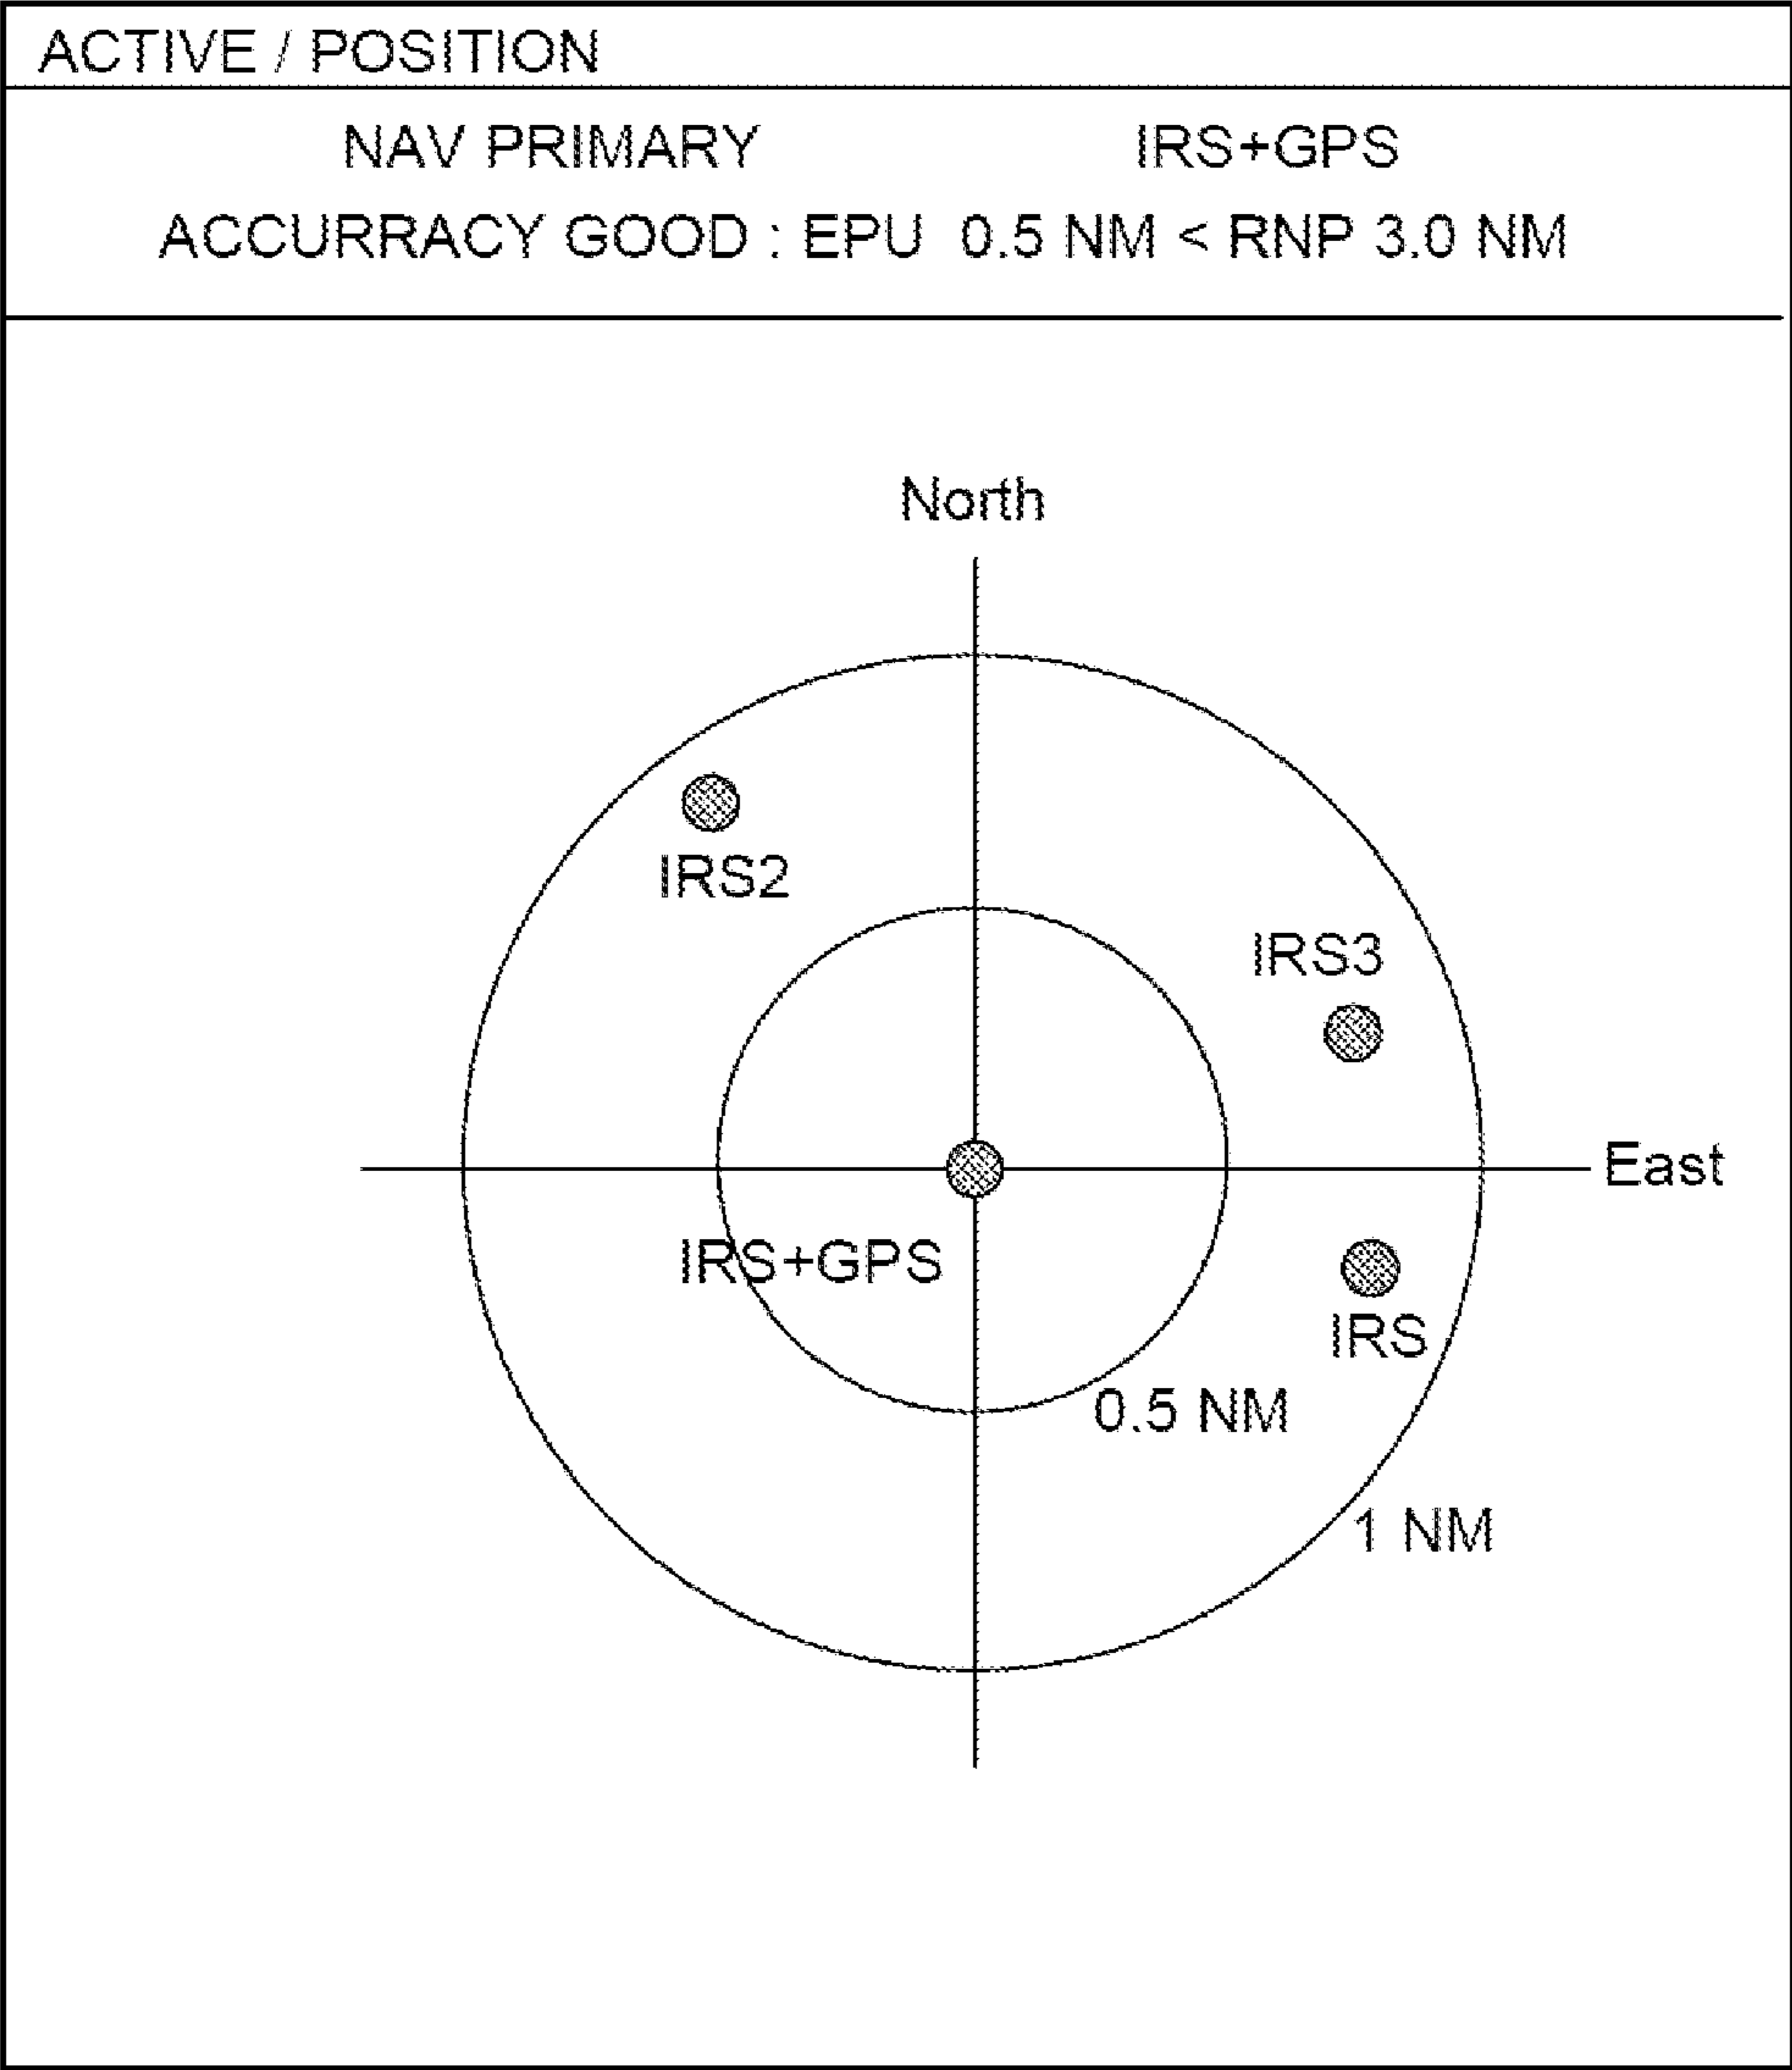 ACTIVE / POSITION
NAV PRIMARY IRS+GPS
ACCURRACY GOOD : EPU 0.5 NM < RNP 3.0 NM
North
IRS2
IRS3
East
IRS+GPS
IRS
0.5 NM
1 NM